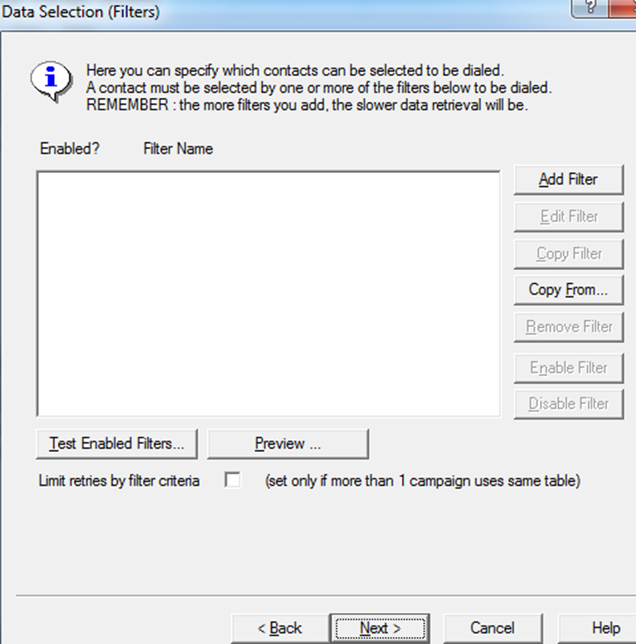 Data Selection (Filters)
?
Here you can specify which contacts can be selected to be dialed.
A contact must be selected by one or more of the filters below to be dialed.
REMEMBER : the more filters you add, the slower data retrieval will be.
Enabled? Filter Name
Add Filter
Edit Filter
Copy Filter
Copy From...
Remove Filter
Enable Filter
Disable Filter
Test Enabled Filters... Preview ...
Limit retries by filter criteria (set only if more than 1 campaign uses same table)
< Back Next > Cancel Help